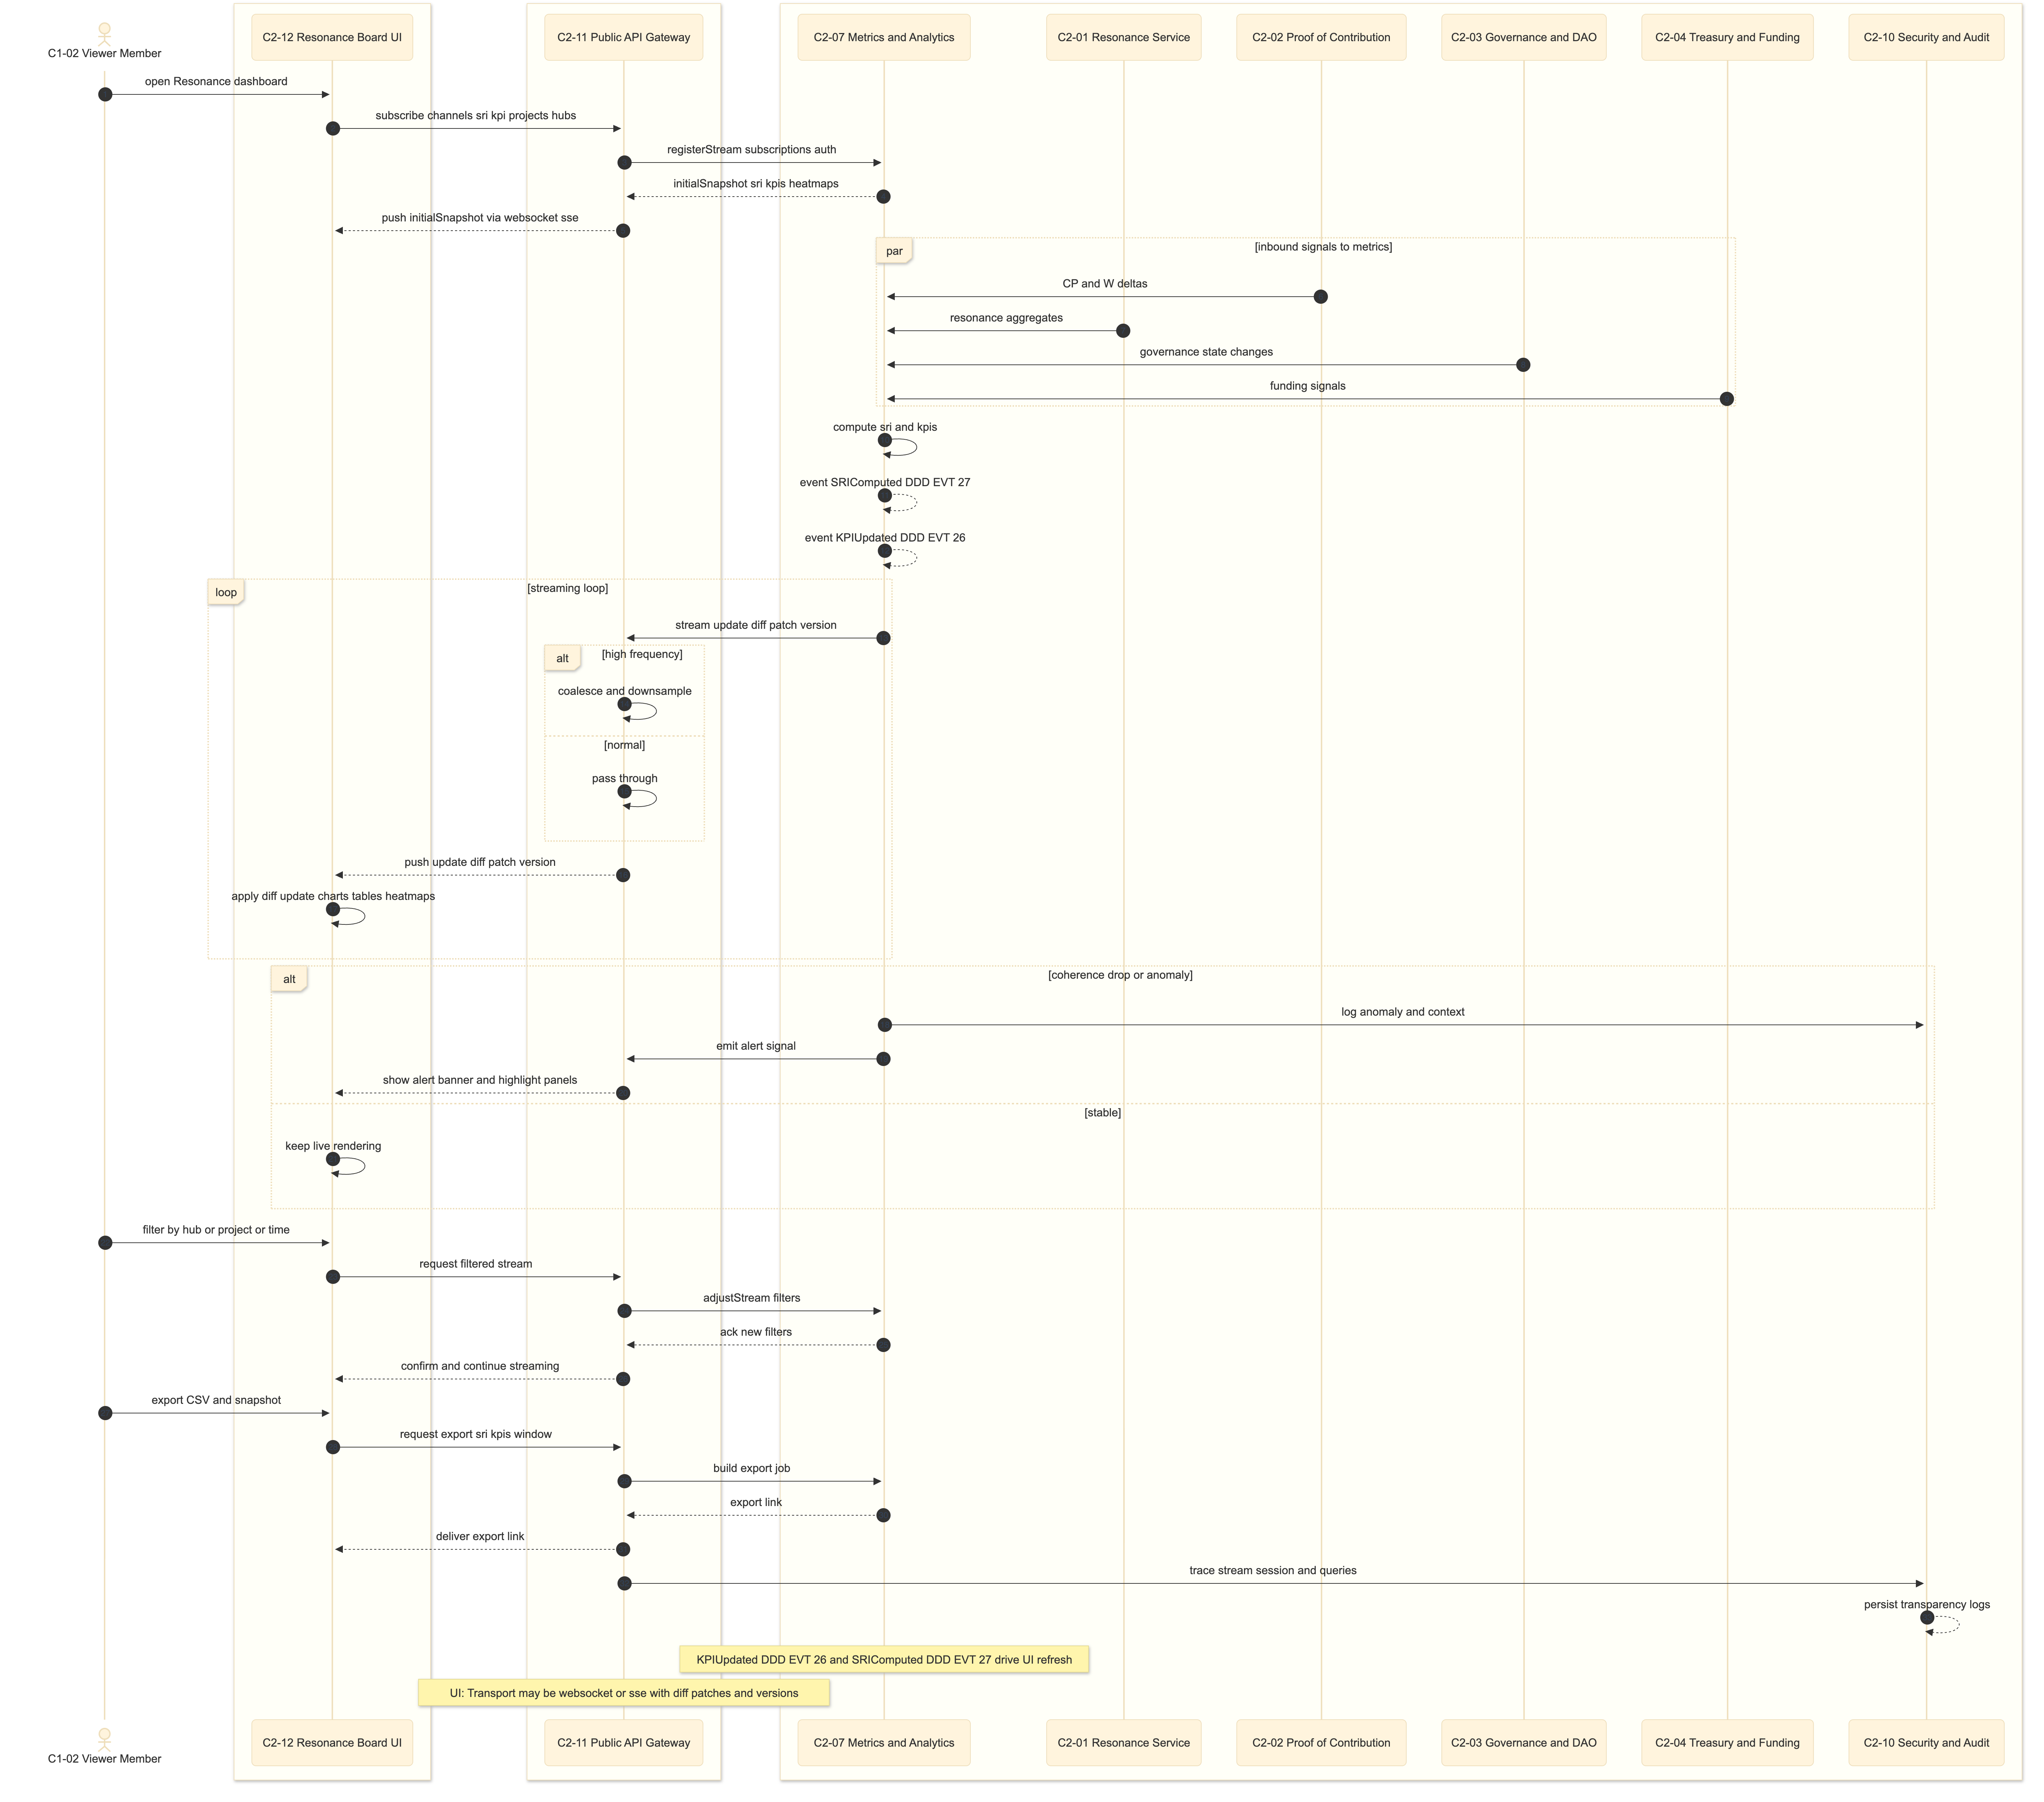 C1-02 Viewer Member
C2-12 Resonance Board UI
C2-11 Public API Gateway
C2-07 Metrics and Analytics
C2-01 Resonance Service
C2-02 Proof of Contribution
C2-03 Governance and DAO
C2-04 Treasury and Funding
C2-10 Security and Audit
open Resonance dashboard
subscribe channels sri kpi projects hubs
registerStream subscriptions auth
initialSnapshot sri kpis heatmaps
push initialSnapshot via websocket sse
par
[inbound signals to metrics]
CP and W deltas
resonance aggregates
governance state changes
funding signals
compute sri and kpis
event SRIComputed DDD EVT 27
event KPIUpdated DDD EVT 26
loop
[streaming loop]
stream update diff patch version
alt
[high frequency]
coalesce and downsample
[normal]
pass through
push update diff patch version
apply diff update charts tables heatmaps
alt
[coherence drop or anomaly]
log anomaly and context
emit alert signal
show alert banner and highlight panels
[stable]
keep live rendering
filter by hub or project or time
request filtered stream
adjustStream filters
ack new filters
confirm and continue streaming
export CSV and snapshot
request export sri kpis window
build export job
export link
deliver export link
trace stream session and queries
persist transparency logs
KPIUpdated DDD EVT 26 and SRIComputed DDD EVT 27 drive UI refresh
UI: Transport may be websocket or sse with diff patches and versions
C1-02 Viewer Member
C2-12 Resonance Board UI
C2-11 Public API Gateway
C2-07 Metrics and Analytics
C2-01 Resonance Service
C2-02 Proof of Contribution
C2-03 Governance and DAO
C2-04 Treasury and Funding
C2-10 Security and Audit